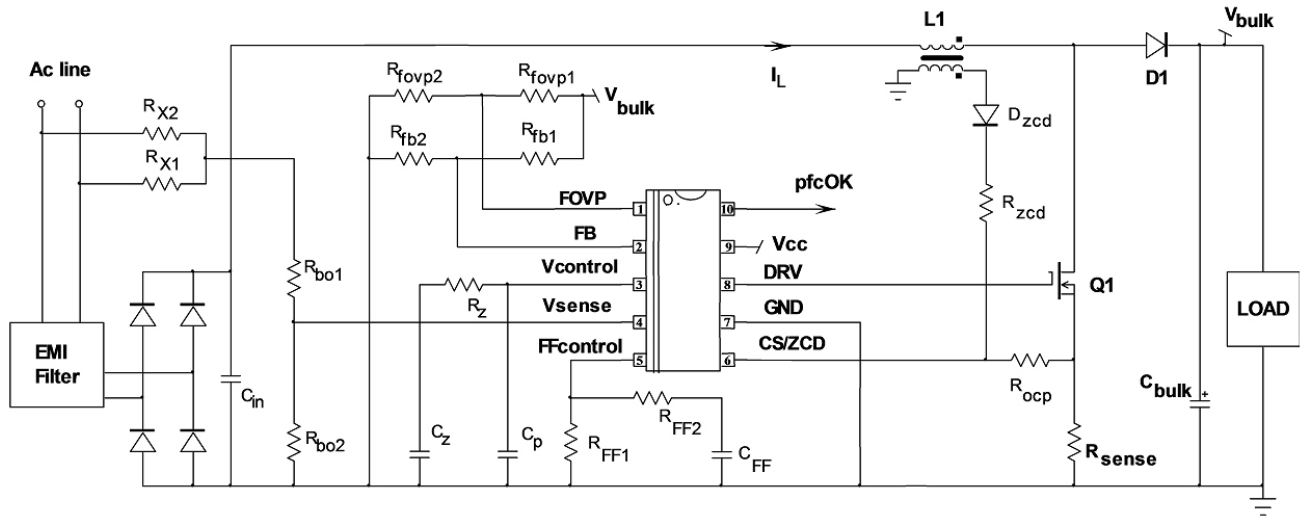 L1
V bulk
Ac line
R fovp2
R fovp1
I L
D1
V bulk
R X2
R fb2
R fb1
D zcd
R X1
pfcOK
R zcd
FOVP
1
10
FB
2
9
Vcc
R bo1
Vcontrol
3
8
DRV
Q1
R z
Vsense
4
7
GND
LOAD
EMI
Filter
FFcontrol
5
6
CS/ZCD
C in
R ocp
C bulk
+
R FF2
R bo2
C z
C p
R FF1
C FF
R sense